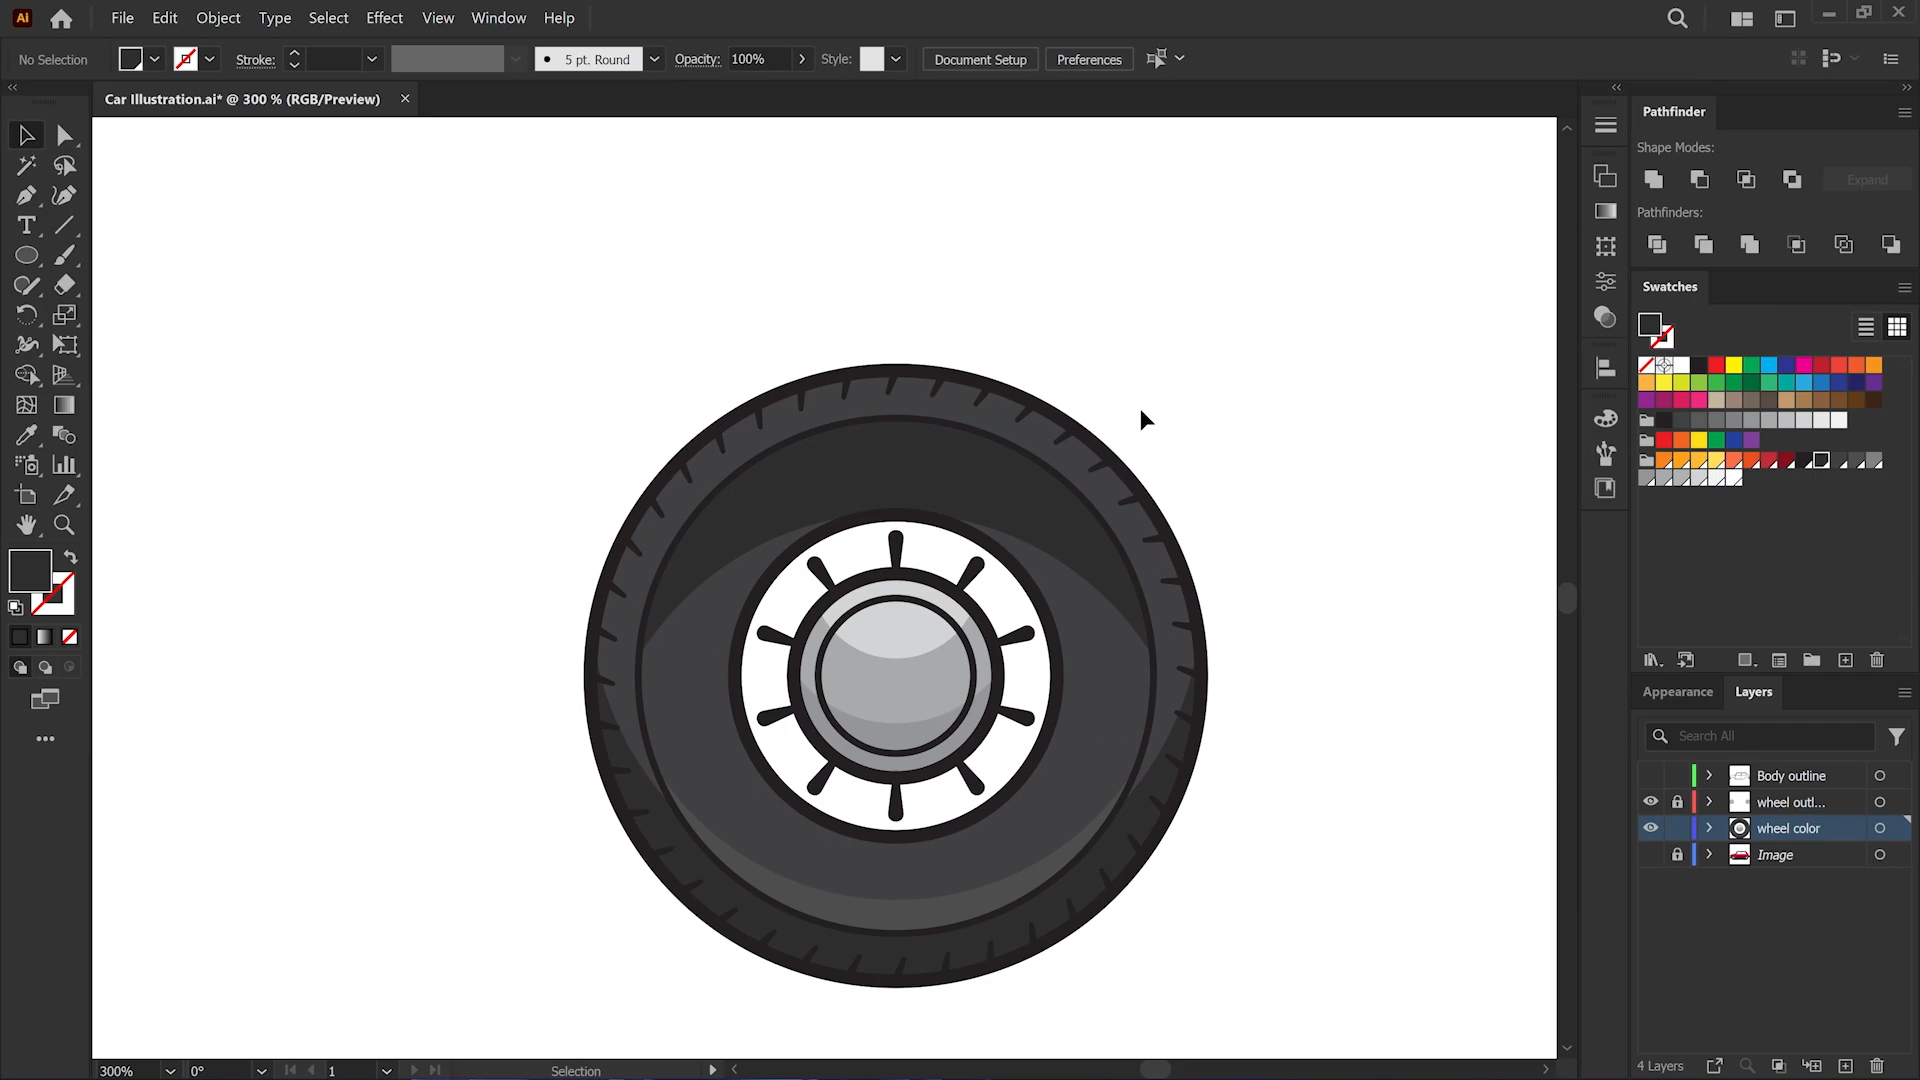 Ai File Edit Object Type Select Effect View Window Help
No Selection Stroke: 5 pt. Round Opacity: 100% Style: Document Setup Preferences
Car Illustration.ai* @ 300 % (RGB/Preview)
Pathfinder
Shape Modes:
Expand
Pathfinders:
Swatches
Appearance Layers
Search All
Body outline
wheel outl...
wheel color
Image
4 Layers
300% 0° 1 Selection